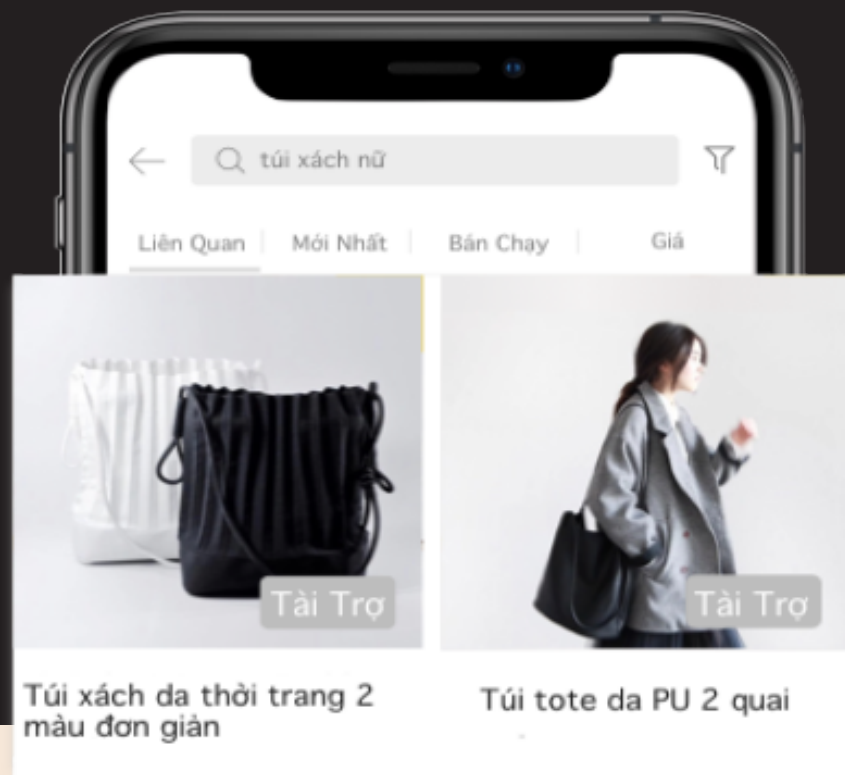 túi xách nữ
Liên Quan
Mới Nhất
Bán Chạy
Giá
Tài Trợ
Tài Trợ
Túi xách da thời trang 2
màu đơn giản
Túi tote da PU 2 quai